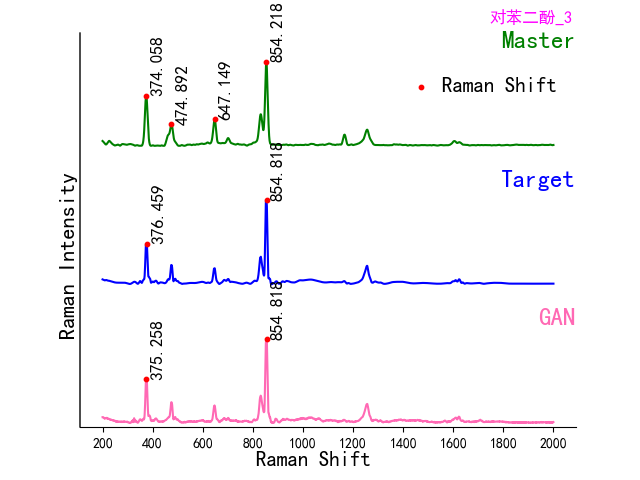 对苯二酚_3
Master
Raman Shift
374.058
474.892
647.149
854.218
Target
376.459
854.818
GAN
375.258
854.818
Raman Intensity
200 400 600 800 1000 1200 1400 1600 1800 2000
Raman Shift